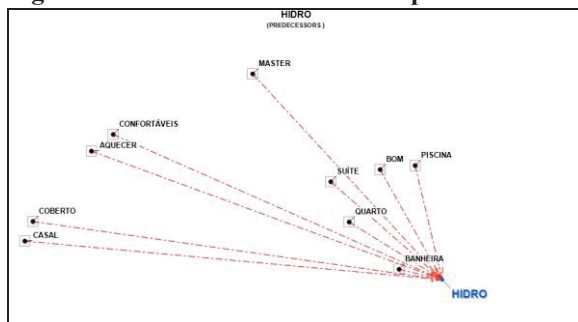 HIDRO
(PREDECESSORS)
MASTER
CONFORTÁVEIS
AQUECER
BOM
PISCINA
SUÍTE
COBERTO
QUARTO
CASAL
BANHEIRA
HIDRO